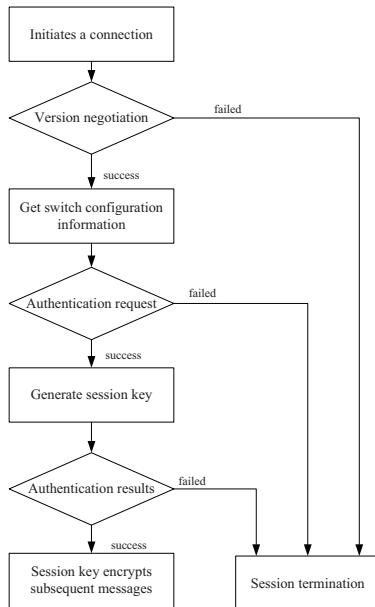 Initiates a connection
Version negotiation
failed
success
Get switch configuration
information
Authentication request
failed
success
Generate session key
Authentication results
failed
success
Session key encrypts
subsequent messages
Session termination